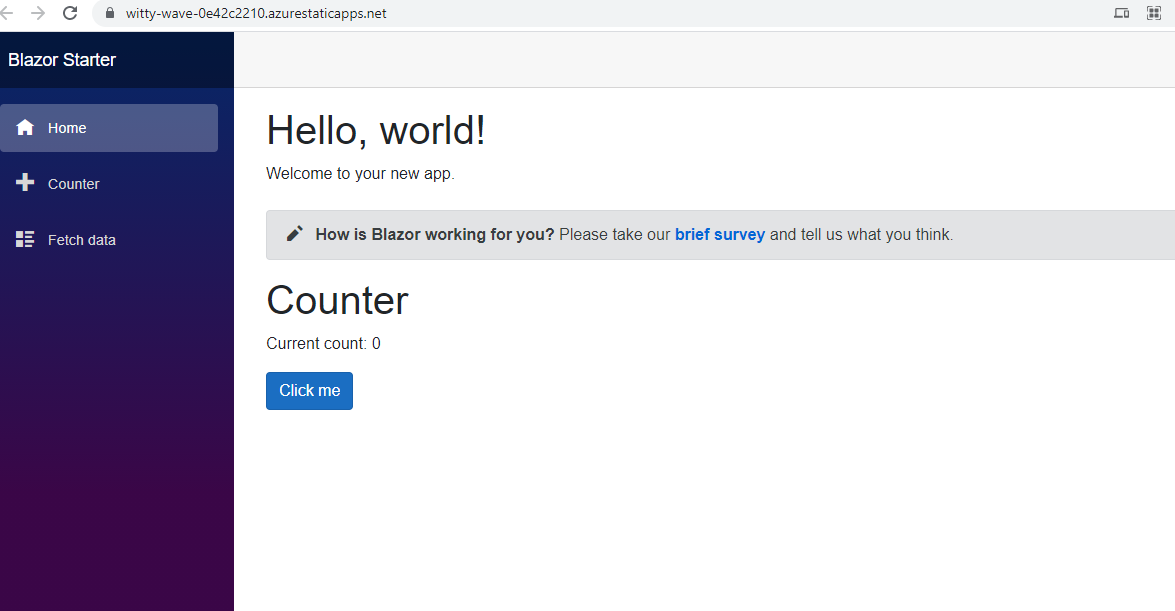 witty-wave-0e42c2210.azurestaticapps.net
Blazor Starter
Home
Counter
Fetch data
Hello, world!
Welcome to your new app.
How is Blazor working for you? Please take our brief survey and tell us what you think.
Counter
Current count: 0
Click me